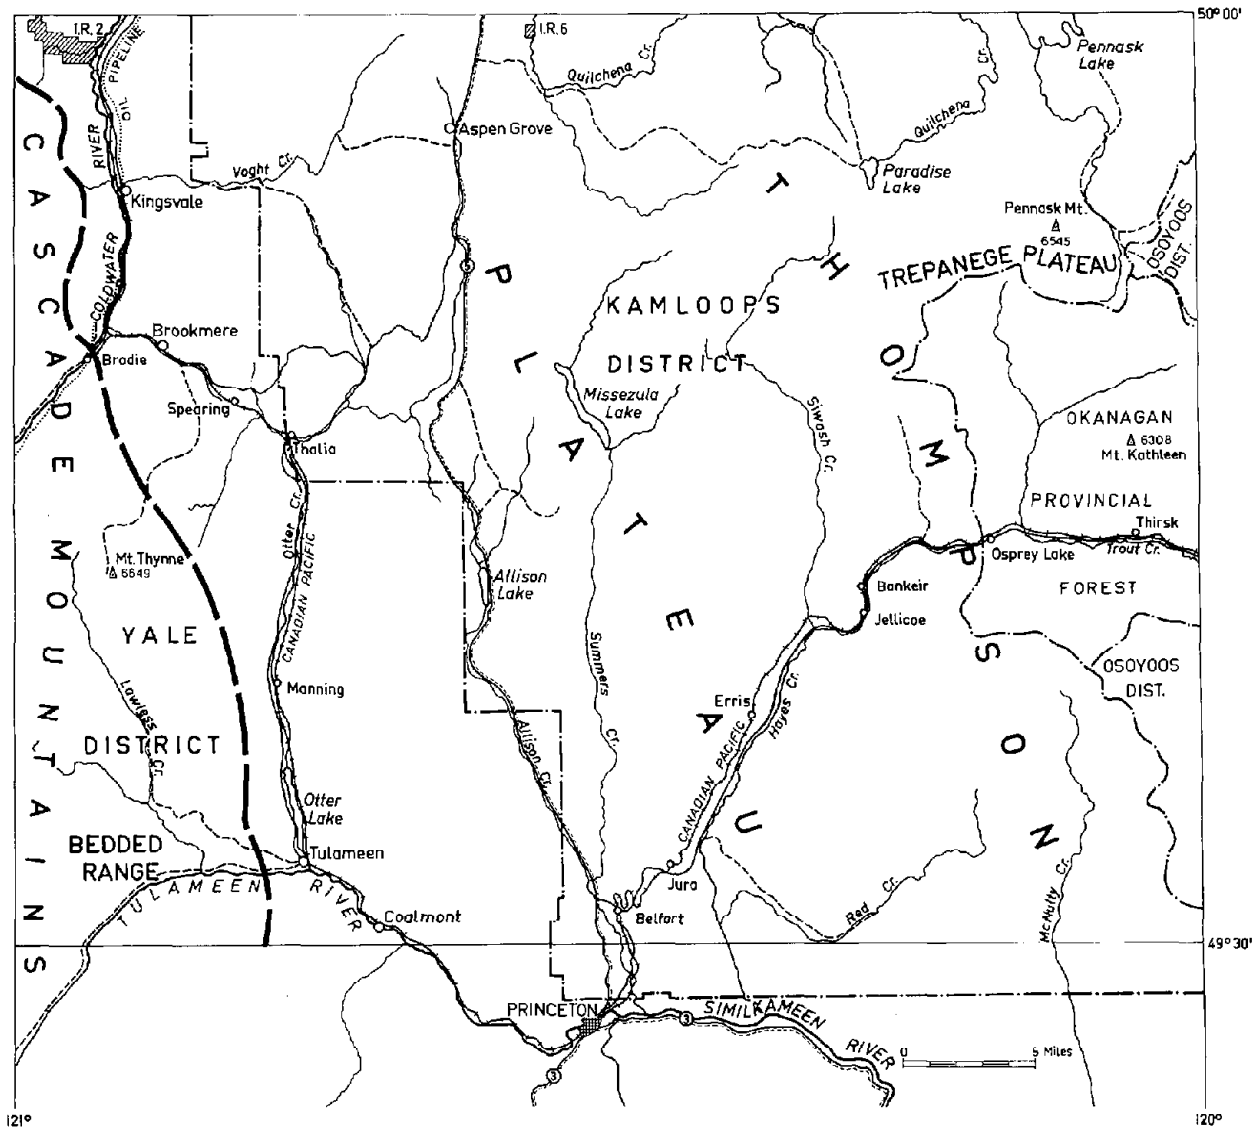 50° 00'
I.R. 2
I.R. 6
OIL PIPELINE
Pennask
Lake
Quilchena Cr.
Quilchena Cr.
Aspen Grove
RIVER
Voght Cr.
Paradise
Lake
Kingsvale
Pennask Mt.
6545
OSOYOOS
DIST.
COLDWATER
TREPANEGE PLATEAU
5
KAMLOOPS
DISTRICT
THOMPSON
PLATEAU
CASCADE MOUNTAINS
Brookmere
Brodie
Spearing
Missezula
Lake
Siwash Cr.
OKANAGAN
6308
Mt. Kathleen
Thalia
PROVINCIAL
Thirsk
Otter Cr.
Osprey Lake
Trout Cr.
Mt. Thynne
6649
CANADIAN PACIFIC
Allison
Lake
Bankeir
FOREST
Jellicoe
YALE
Summers Cr.
OSOYOOS
DIST.
Lawless Cr.
Manning
Erris
Hayes Cr.
DISTRICT
Allison Cr.
CANADIAN PACIFIC
Otter
Lake
BEDDED
RANGE
Tulameen
TULAMEEN RIVER
Jura
Red Cr.
McNulty Cr.
Coalmont
Belfort
49° 30'
PRINCETON
3
SIMILKAMEEN
RIVER
0 5 Miles
3
121°
120°